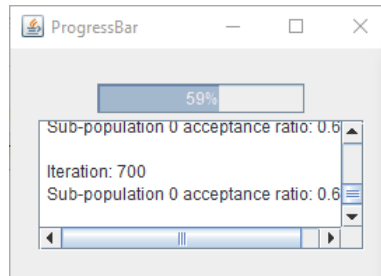 ProgressBar
59%
Sub-population 0 acceptance ratio: 0.6
Iteration: 700
Sub-population 0 acceptance ratio: 0.6